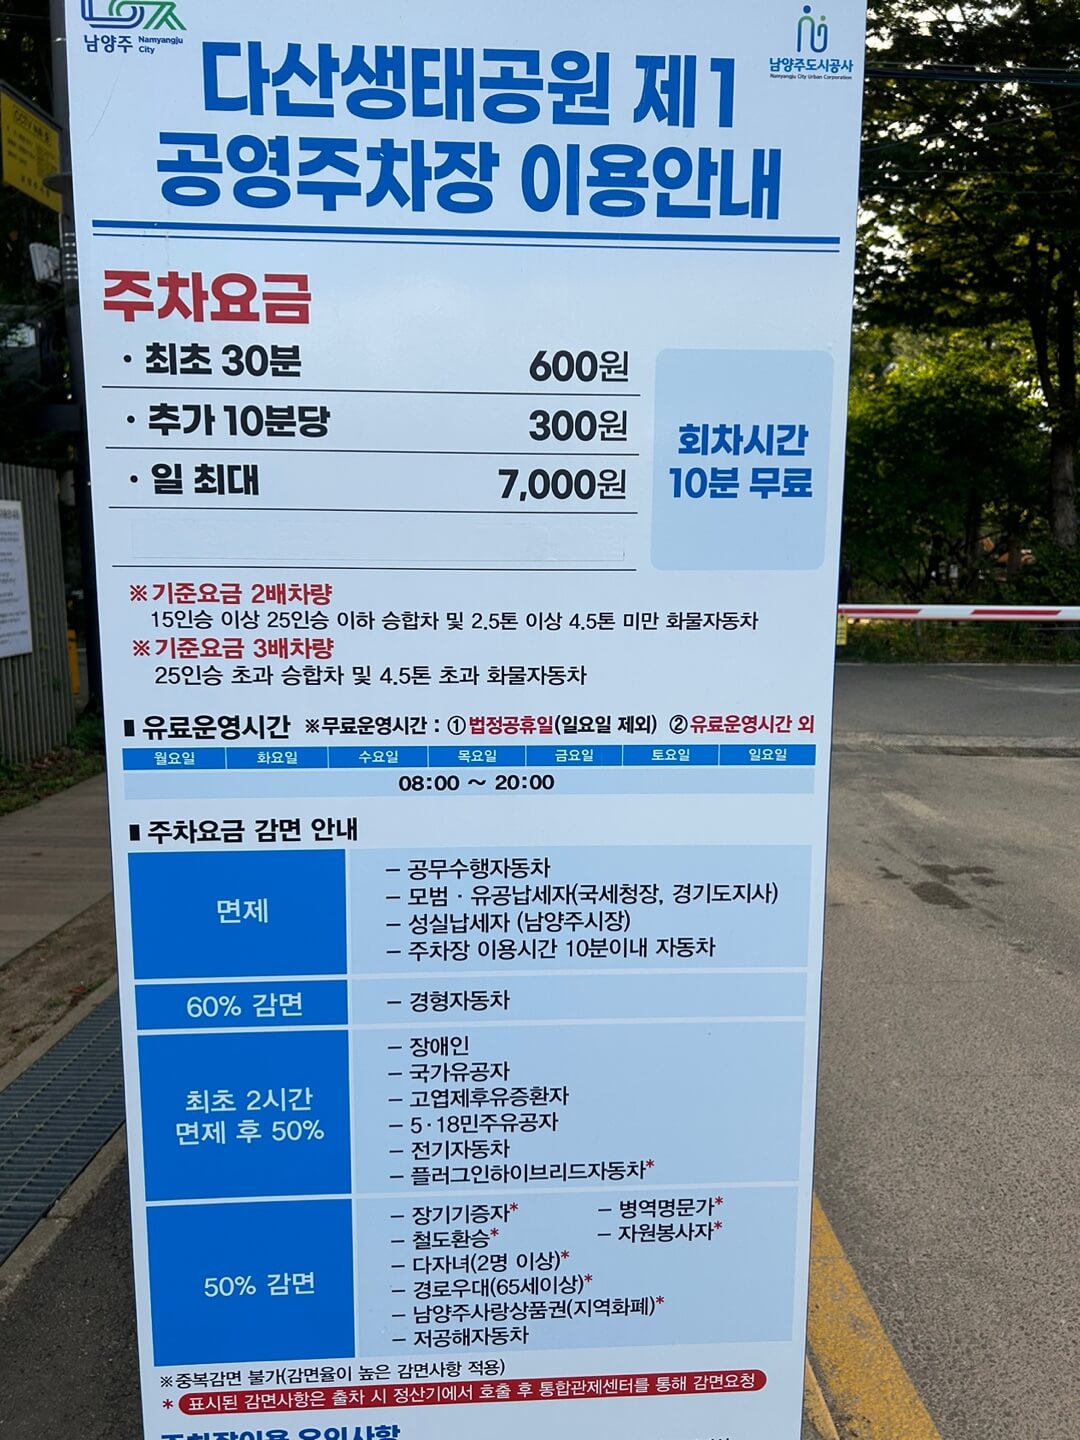 남양주 Namyangju City
남양주도시공사
Namyangju City Urban Corporation
다산생태공원 제1
공영주차장 이용안내
주차요금
· 최초 30분 600원
· 추가 10분당 300원
· 일 최대 7,000원
회차시간
10분 무료
※ 기준요금 2배차량
15인승 이상 25인승 이하 승합차 및 2.5톤 이상 4.5톤 미만 화물자동차
※ 기준요금 3배차량
25인승 초과 승합차 및 4.5톤 초과 화물자동차
유료운영시간 ※무료운영시간 : ①법정공휴일(일요일 제외) ②유료운영시간 외
월요일 화요일 수요일 목요일 금요일 토요일 일요일
08:00 ~ 20:00
주차요금 감면 안내
면제
– 공무수행자동차
– 모범 · 유공납세자(국세청장, 경기도지사)
– 성실납세자 (남양주시장)
– 주차장 이용시간 10분이내 자동차
60% 감면
– 경형자동차
최초 2시간
면제 후 50%
– 장애인
– 국가유공자
– 고엽제후유증환자
– 5·18민주유공자
– 전기자동차
– 플러그인하이브리드자동차*
50% 감면
– 장기기증자* – 병역명문가*
– 철도환승* – 자원봉사자*
– 다자녀(2명 이상)*
– 경로우대(65세이상)*
– 남양주사랑상품권(지역화폐)*
– 저공해자동차
※중복감면 불가(감면율이 높은 감면사항 적용)
* 표시된 감면사항은 출차 시 정산기에서 호출 후 통합관제센터를 통해 감면요청
주차장이용 유의사항